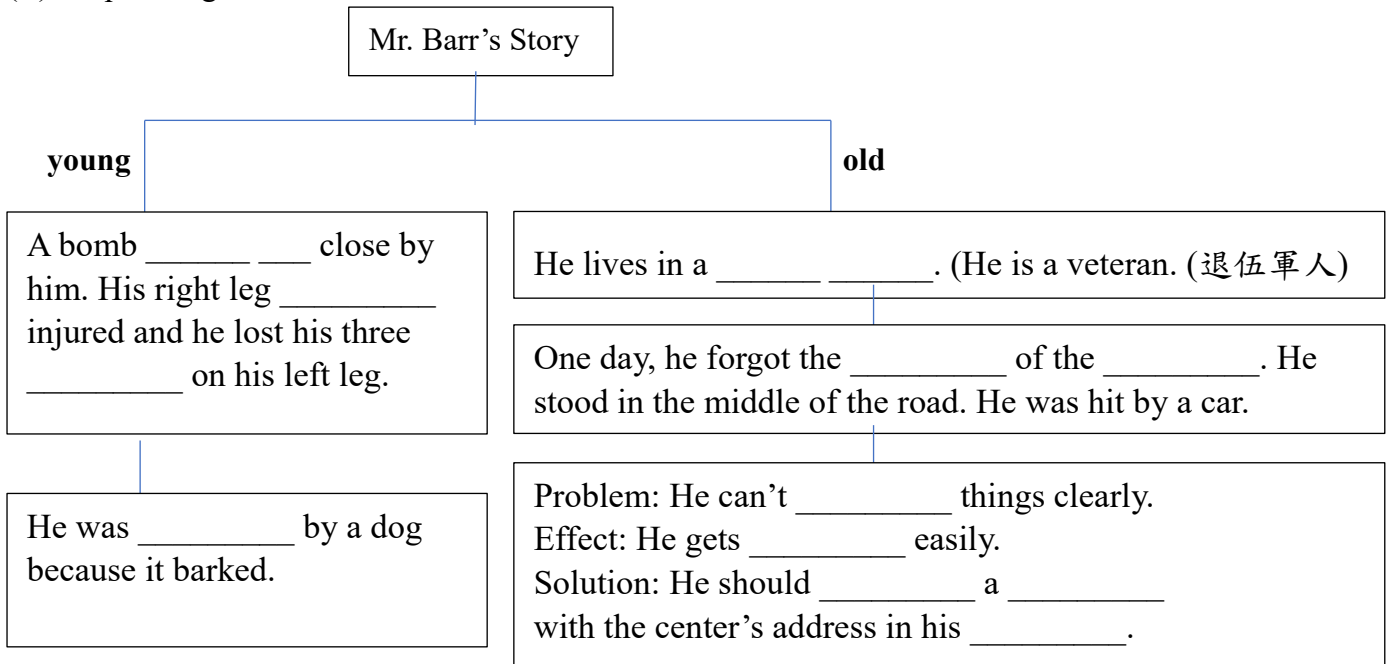 Mr. Barr’s Story
young
old
A bomb ______ ___ close by
him. His right leg _________
injured and he lost his three
_________ on his left leg.
He was _________ by a dog
because it barked.
He lives in a ______ ______. (He is a veteran. (退伍軍人)
One day, he forgot the _________ of the _________. He
stood in the middle of the road. He was hit by a car.
Problem: He can’t _________ things clearly.
Effect: He gets _________ easily.
Solution: He should _________ a _________
with the center’s address in his _________.